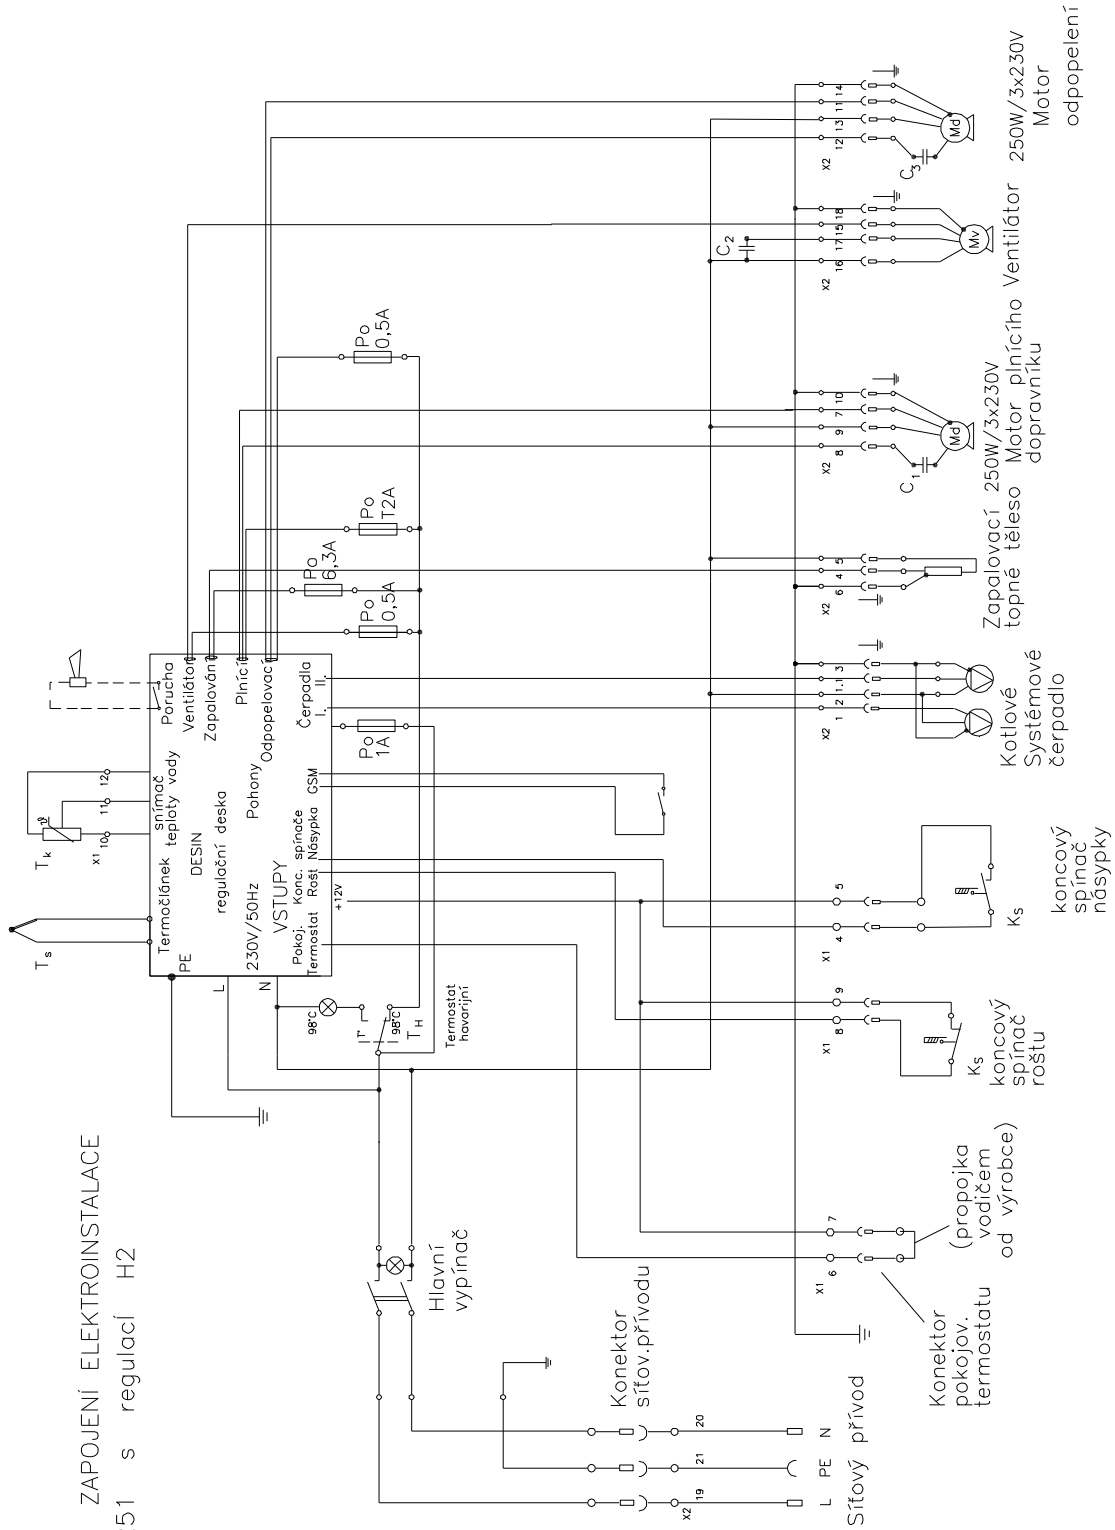 ZAPOJENÍ ELEKTROINSTALACE
51 s regulací H2
T s
T k
X1
10
11
12
Termočlánek
snímač
teploty vody
Porucha
Ventilátor
Zapalování
Plnící
Odpopelovací
DESIN
regulační deska
Pohony
Čerpadla
I.
II.
PE
L
N
230V/50Hz
VSTUPY
Pokoj.
Termostat
Konc. spínače
Rošt
Násypka
GSM
+12V
98°C
98°C
T H
Termostat
havarijní
Po
1A
Po
0,5A
Po
6,3A
Po
T2A
Po
0,5A
Hlavní
vypínač
Konektor
síťov.přívodu
X2
19
21
20
L
PE
N
Síťový přívod
X1
6
7
Konektor
pokojov.
termostatu
(propojka
vodičem
od výrobce)
X1
8
9
Ks
koncový
spínač
roštu
X1
4
5
Ks
koncový
spínač
násypky
X2
1
2
1.1
3
Kotlové
Systémové
čerpadlo
X2
6
4
5
Zapalovací
topné těleso
X2
8
9
7
10
C1
Md
250W/3x230V
Motor plnícího
dopravníku
C2
X2
16
17
15
18
Mv
Ventilátor
X2
12
13
11
14
C3
Md
250W/3x230V
Motor
odpopelení